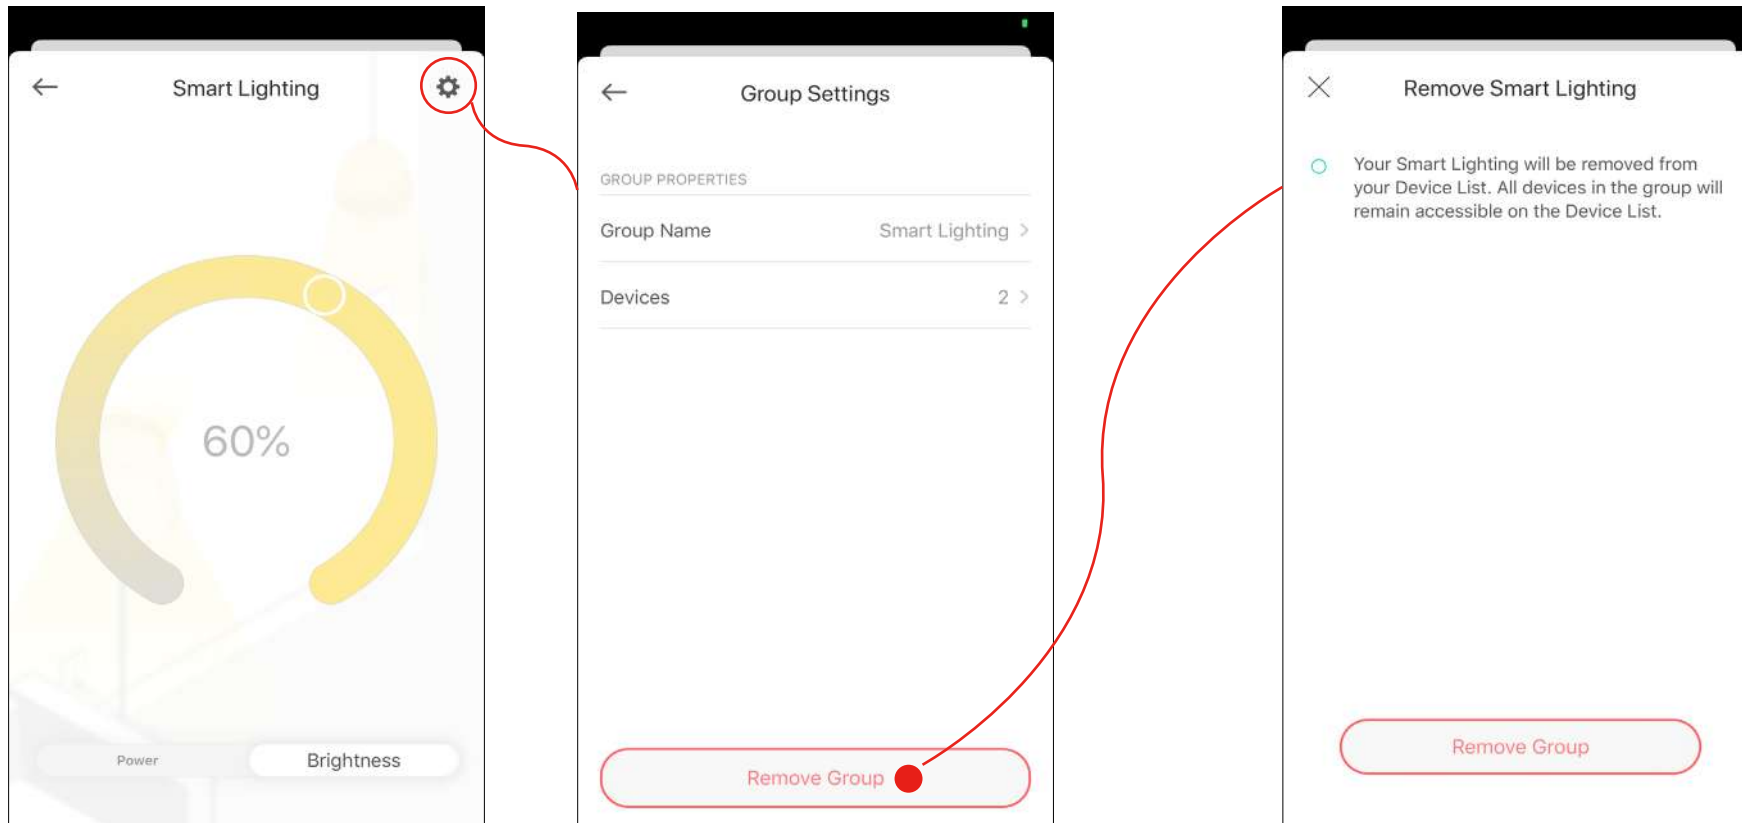 Smart Lighting
60%
Power
Brightness
Group Settings
GROUP PROPERTIES
Group Name
Smart Lighting
Devices
2
Remove Group
Remove Smart Lighting
Your Smart Lighting will be removed from
your Device List. All devices in the group will
remain accessible on the Device List.
Remove Group